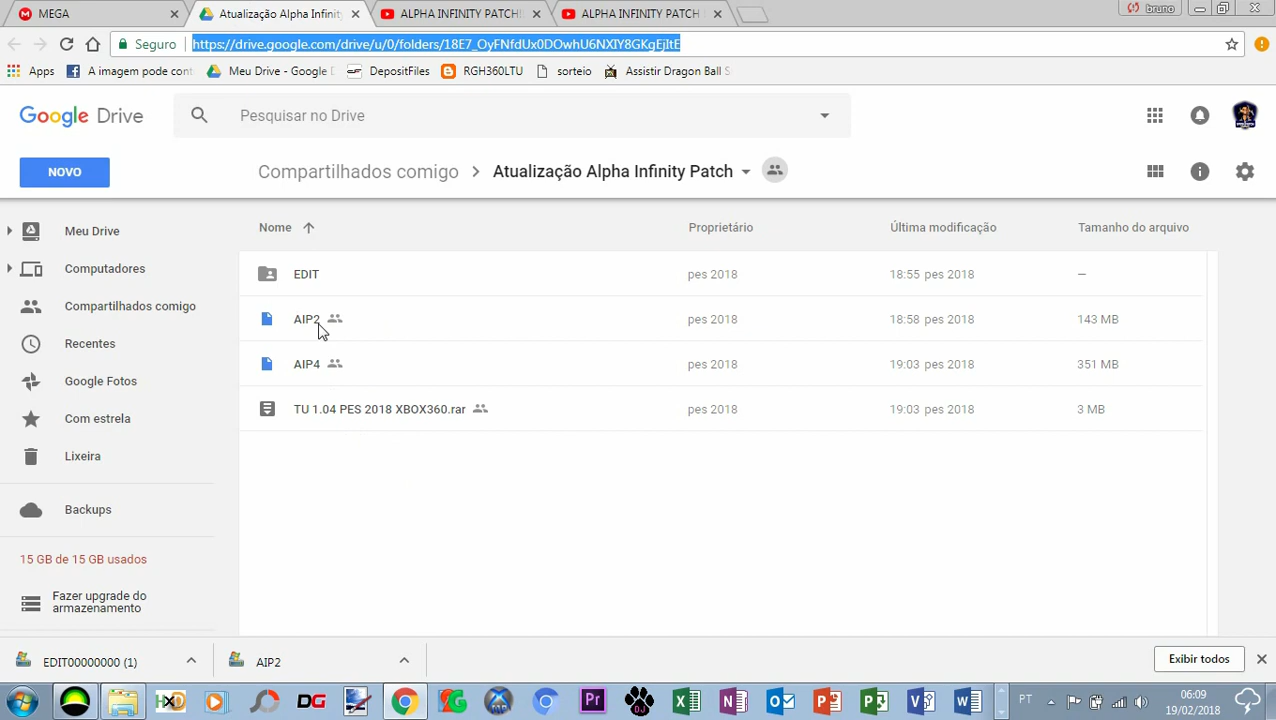 MEGA
Atualização Alpha Infinity
ALPHA INFINITY PATCH!
ALPHA INFINITY PATCH
bruno
Seguro
https://drive.google.com/drive/u/0/folders/18E7_OyFNfdUx0DOwhU6NXIY8GKgEjItE
Apps
A imagem pode cont
Meu Drive - Google D
DepositFiles
RGH360LTU
sorteio
Assistir Dragon Ball S
Google Drive
Pesquisar no Drive
NOVO
Compartilhados comigo
Atualização Alpha Infinity Patch
Nome
Proprietário
Última modificação
Tamanho do arquivo
Meu Drive
Computadores
Compartilhados comigo
Recentes
Google Fotos
Com estrela
Lixeira
Backups
15 GB de 15 GB usados
Fazer upgrade do
armazenamento
EDIT pes 2018 18:55 pes 2018 —
AIP2 pes 2018 18:58 pes 2018 143 MB
AIP4 pes 2018 19:03 pes 2018 351 MB
TU 1.04 PES 2018 XBOX360.rar pes 2018 19:03 pes 2018 3 MB
EDIT00000000 (1)
AIP2
Exibir todos
HXD
DG
Pr
DJ
PT
06:09
19/02/2018